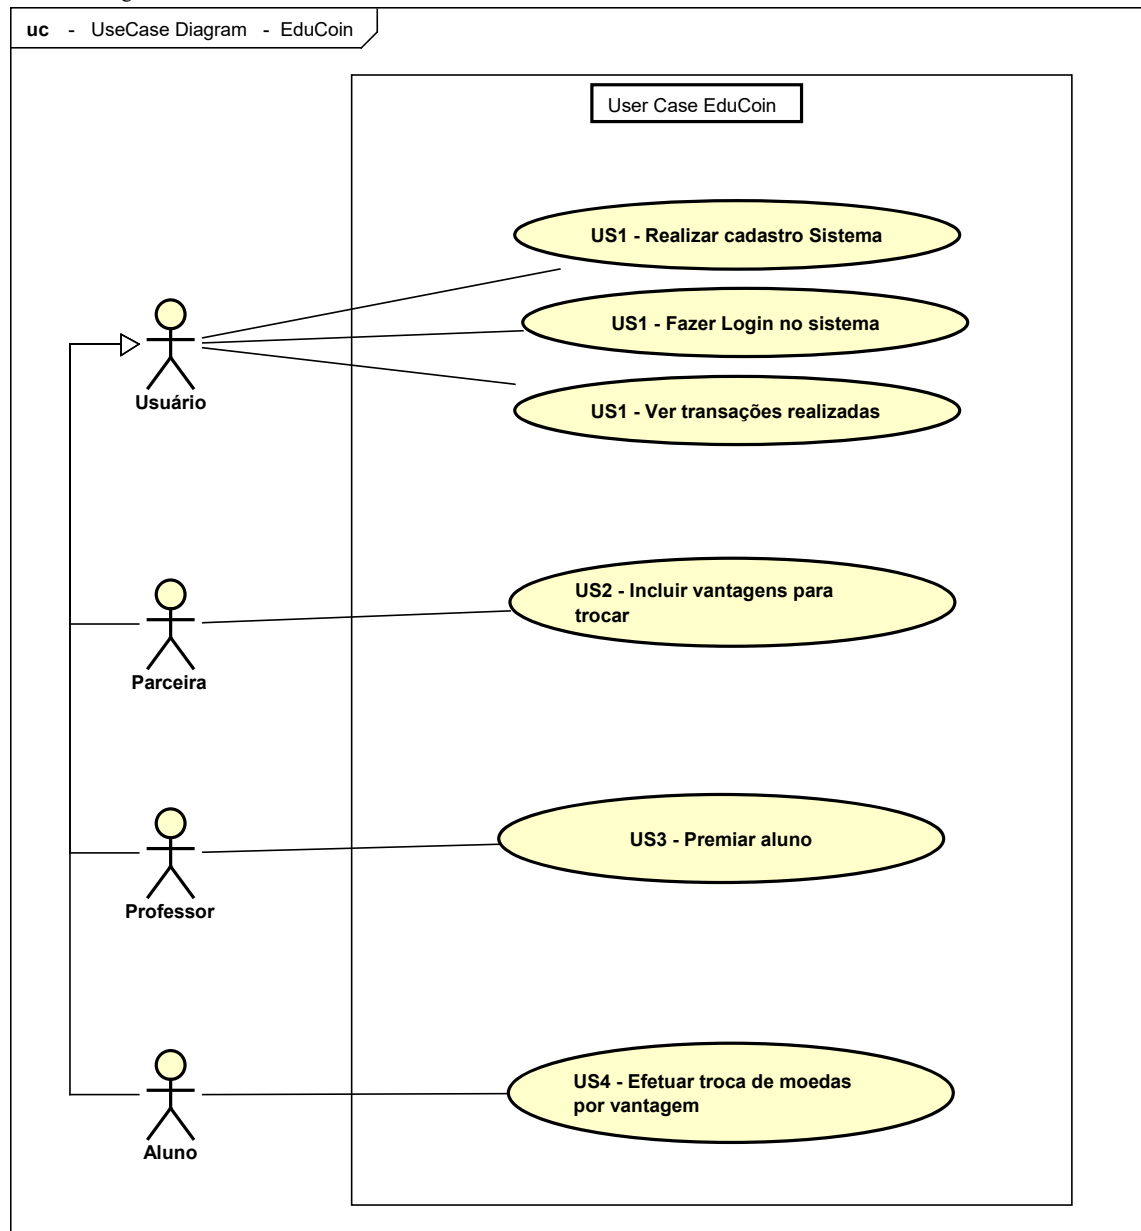 uc - UseCase Diagram - EduCoin
User Case EduCoin
US1 - Realizar cadastro Sistema
US1 - Fazer Login no sistema
Usuário
US1 - Ver transações realizadas
US2 - Incluir vantagens para
trocar
Parceira
US3 - Premiar aluno
Professor
US4 - Efetuar troca de moedas
por vantagem
Aluno